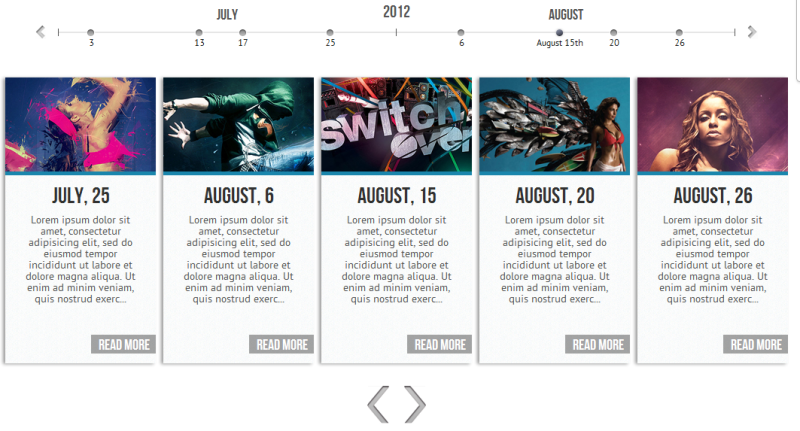 2012
JULY
AUGUST
3
13
17
25
6
August 15th
20
26
switch
over
JULY, 25
Lorem ipsum dolor sit
amet, consectetur
adipisicing elit, sed do
eiusmod tempor
incididunt ut labore et
dolore magna aliqua. Ut
enim ad minim veniam,
quis nostrud exerc...
READ MORE
AUGUST, 6
Lorem ipsum dolor sit
amet, consectetur
adipisicing elit, sed do
eiusmod tempor
incididunt ut labore et
dolore magna aliqua. Ut
enim ad minim veniam,
quis nostrud exerc...
READ MORE
AUGUST, 15
Lorem ipsum dolor sit
amet, consectetur
adipisicing elit, sed do
eiusmod tempor
incididunt ut labore et
dolore magna aliqua. Ut
enim ad minim veniam,
quis nostrud exerc...
READ MORE
AUGUST, 20
Lorem ipsum dolor sit
amet, consectetur
adipisicing elit, sed do
eiusmod tempor
incididunt ut labore et
dolore magna aliqua. Ut
enim ad minim veniam,
quis nostrud exerc...
READ MORE
AUGUST, 26
Lorem ipsum dolor sit
amet, consectetur
adipisicing elit, sed do
eiusmod tempor
incididunt ut labore et
dolore magna aliqua. Ut
enim ad minim veniam,
quis nostrud exerc...
READ MORE